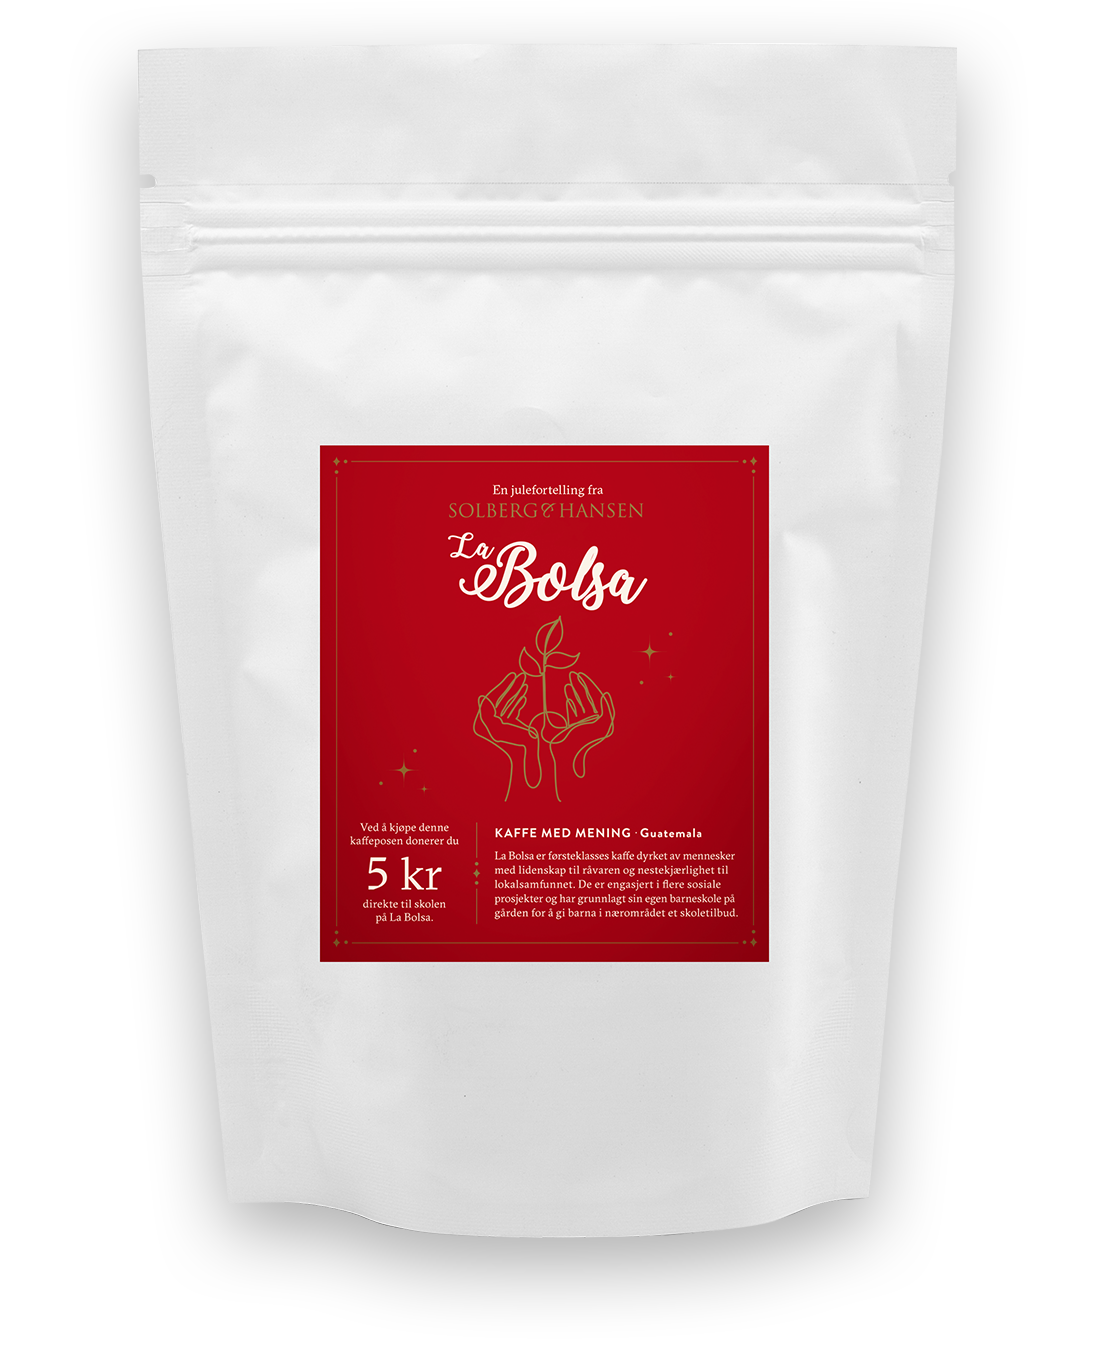 En julefortelling fra
SOLBERG & HANSEN
La
Bolsa
Ved å kjøpe denne
kaffeposen donerer du
5 kr
direkte til skolen
på La Bolsa.
KAFFE MED MENING · Guatemala
La Bolsa er førsteklasses kaffe dyrket av mennesker
med lidenskap til råvaren og nestekjærlighet til
lokalsamfunnet. De er engasjert i flere sosiale
prosjekter og har grunnlagt sin egen barneskole på
gården for å gi barna i nærområdet et skoletilbud.